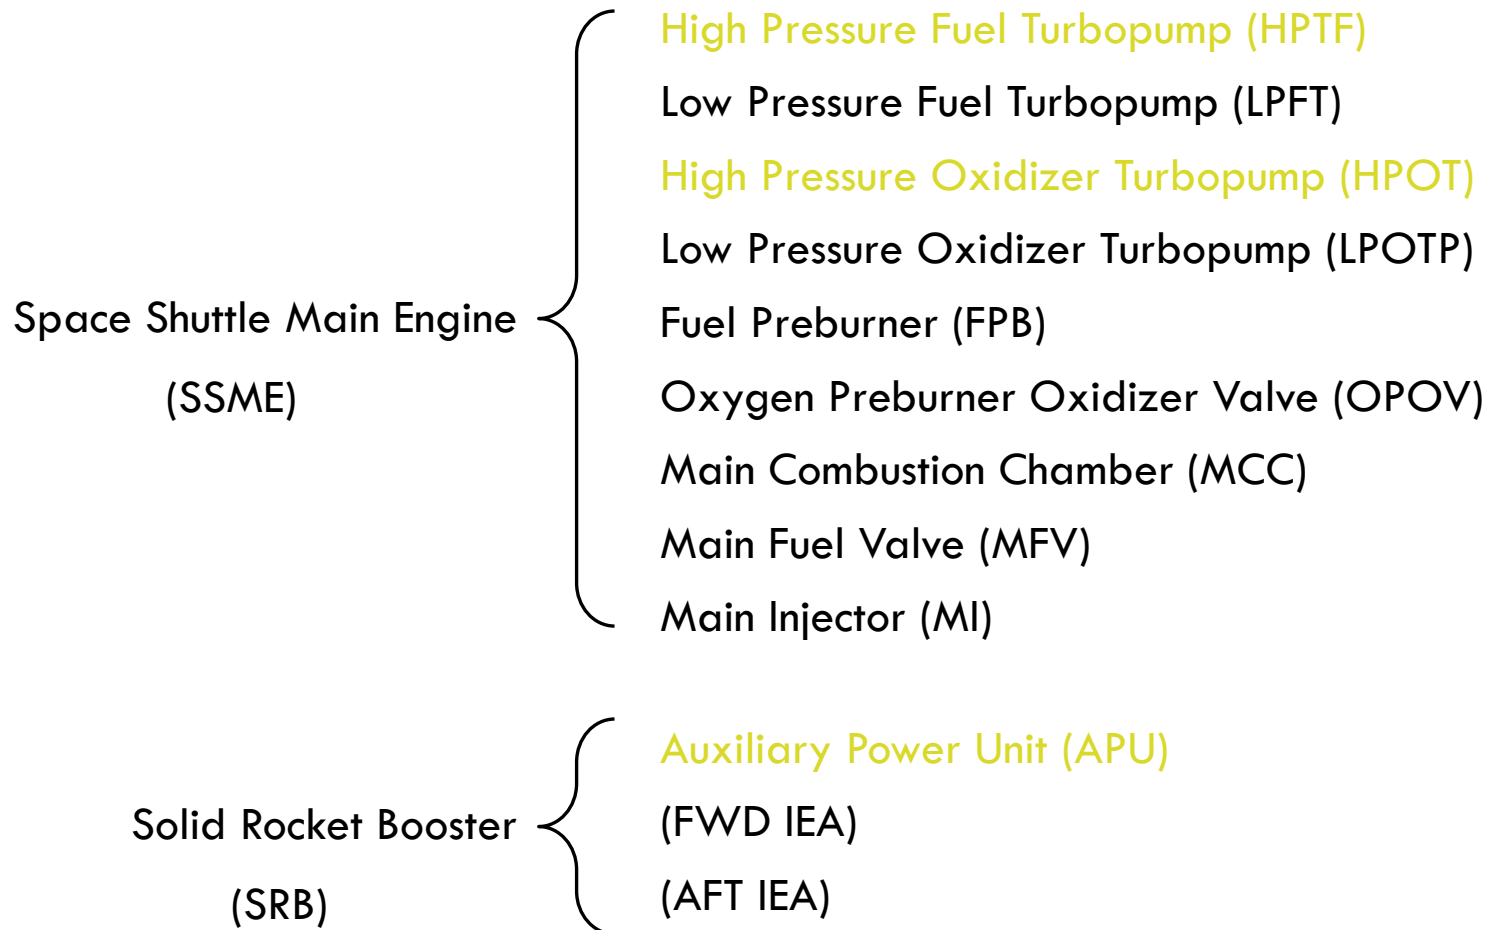 High Pressure Fuel Turbopump (HPTF)
Low Pressure Fuel Turbopump (LPFT)
High Pressure Oxidizer Turbopump (HPOT)
Low Pressure Oxidizer Turbopump (LPOTP)
Space Shuttle Main Engine
(SSME)
Fuel Preburner (FPB)
Oxygen Preburner Oxidizer Valve (OPOV)
Main Combustion Chamber (MCC)
Main Fuel Valve (MFV)
Main Injector (MI)
Auxiliary Power Unit (APU)
Solid Rocket Booster
(SRB)
(FWD IEA)
(AFT IEA)